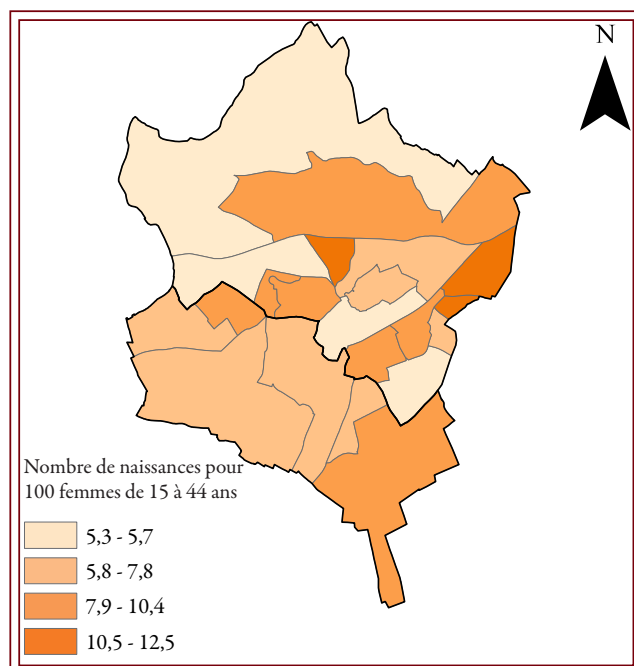 N
Nombre de naissances pour
100 femmes de 15 à 44 ans
5,3 - 5,7
5,8 - 7,8
7,9 - 10,4
10,5 - 12,5